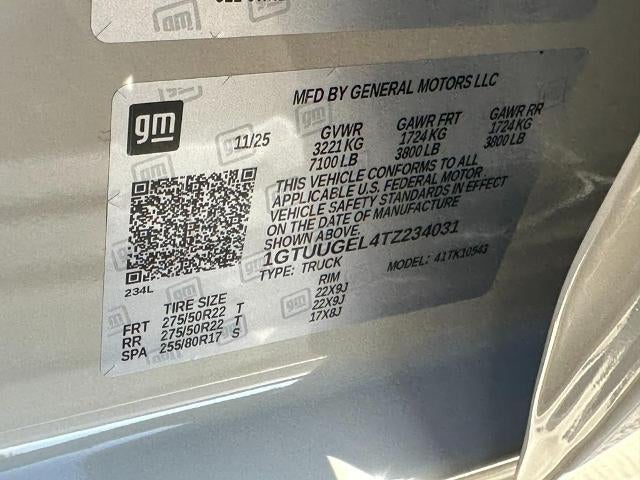 gm
MFD BY GENERAL MOTORS LLC
11/25
GVWR GAWR FRT GAWR RR
3221 KG 1724 KG 1724 KG
7100 LB 3800 LB 3800 LB
THIS VEHICLE CONFORMS TO ALL
APPLICABLE U.S. FEDERAL MOTOR
VEHICLE SAFETY STANDARDS IN EFFECT
ON THE DATE OF MANUFACTURE
SHOWN ABOVE.
1GTUUGEL4TZ234031
TYPE: TRUCK MODEL: 41TK10543
234L
TIRE SIZE RIM
FRT 275/50R22 T 22X9J
RR 275/50R22 T 22X9J
SPA 255/80R17 S 17X8J